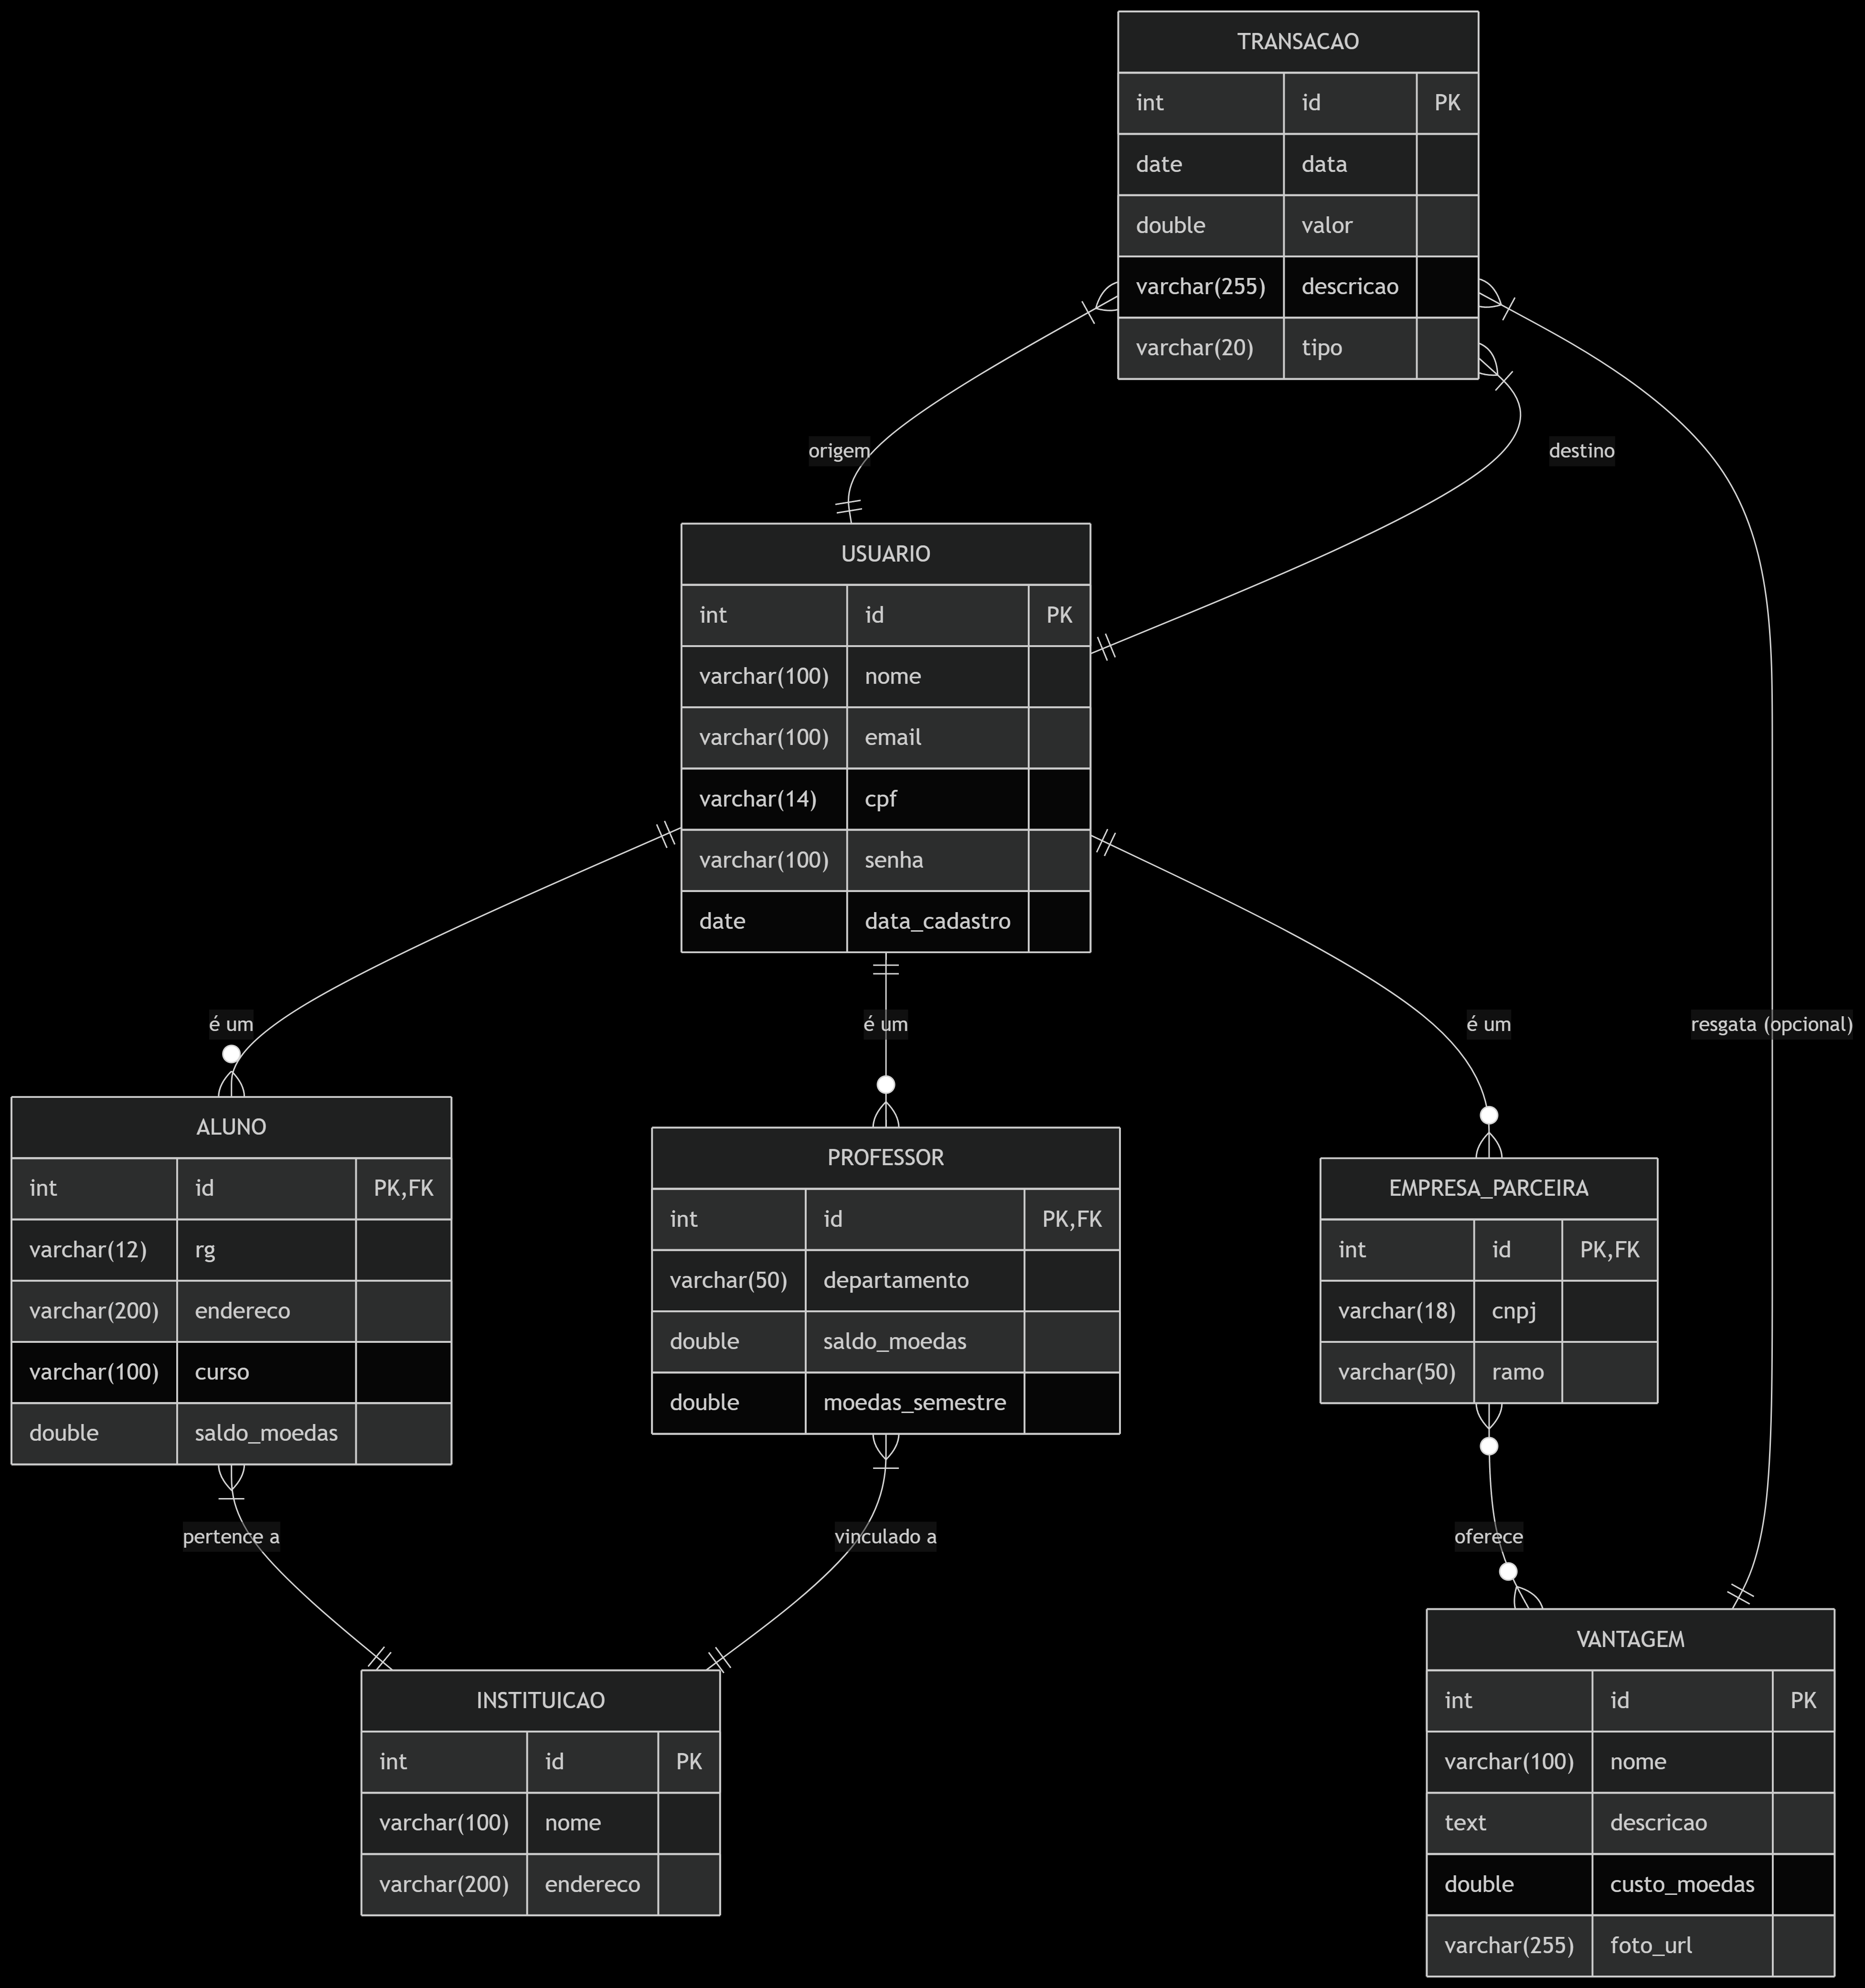 TRANSACAO
int id PK
date data
double valor
varchar(255) descricao
varchar(20) tipo
origem
destino
USUARIO
int id PK
varchar(100) nome
varchar(100) email
varchar(14) cpf
varchar(100) senha
date data_cadastro
é um
é um
é um
resgata (opcional)
ALUNO
int id PK,FK
varchar(12) rg
varchar(200) endereco
varchar(100) curso
double saldo_moedas
PROFESSOR
int id PK,FK
varchar(50) departamento
double saldo_moedas
double moedas_semestre
EMPRESA_PARCEIRA
int id PK,FK
varchar(18) cnpj
varchar(50) ramo
pertence a
vinculado a
oferece
INSTITUICAO
int id PK
varchar(100) nome
varchar(200) endereco
VANTAGEM
int id PK
varchar(100) nome
text descricao
double custo_moedas
varchar(255) foto_url